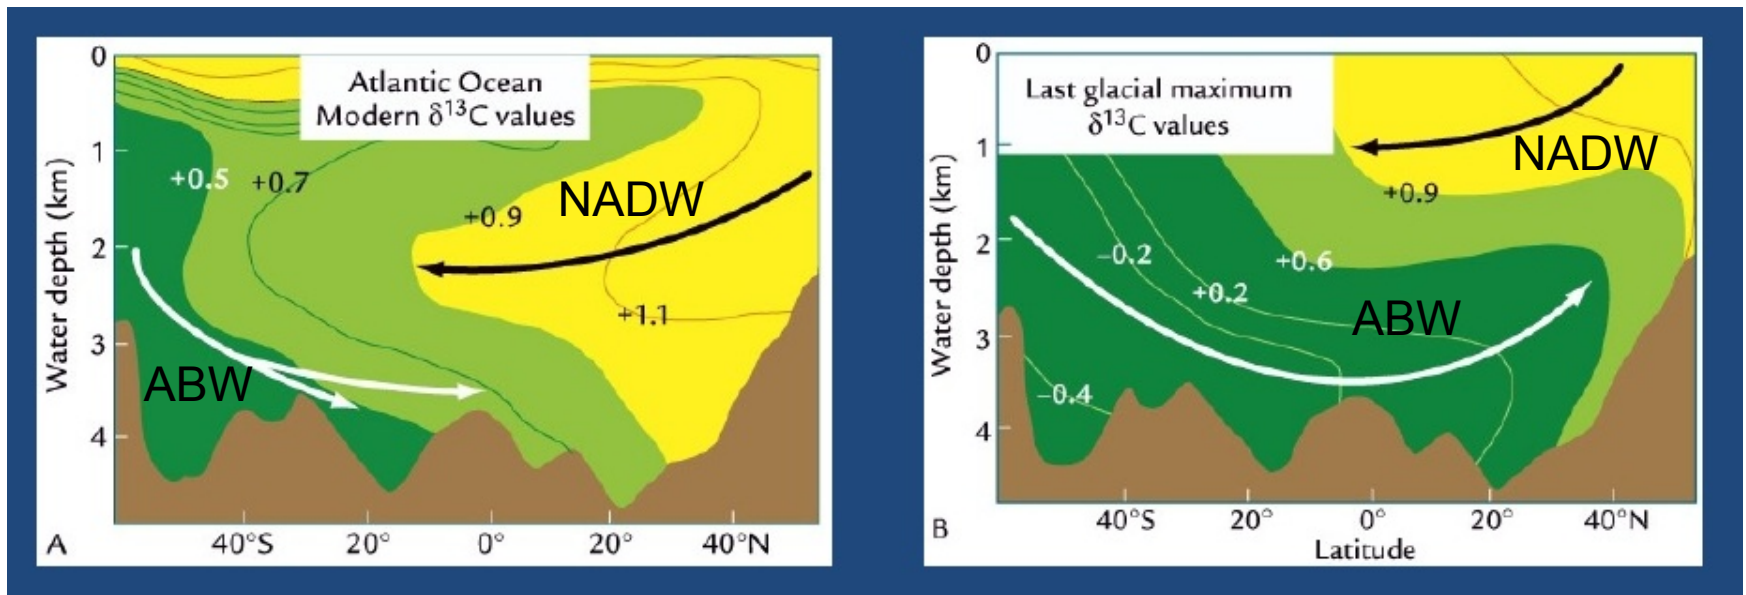 Atlantic Ocean
Modern δ¹³C values
Water depth (km)
0
1
2
3
4
+0.5
+0.7
+0.9
+1.1
NADW
ABW
A
40°S
20°
0°
20°
40°N
Last glacial maximum
δ¹³C values
Water depth (km)
0
1
2
3
4
NADW
+0.9
+0.6
−0.2
+0.2
ABW
−0.4
B
40°S
20°
0°
20°
40°N
Latitude